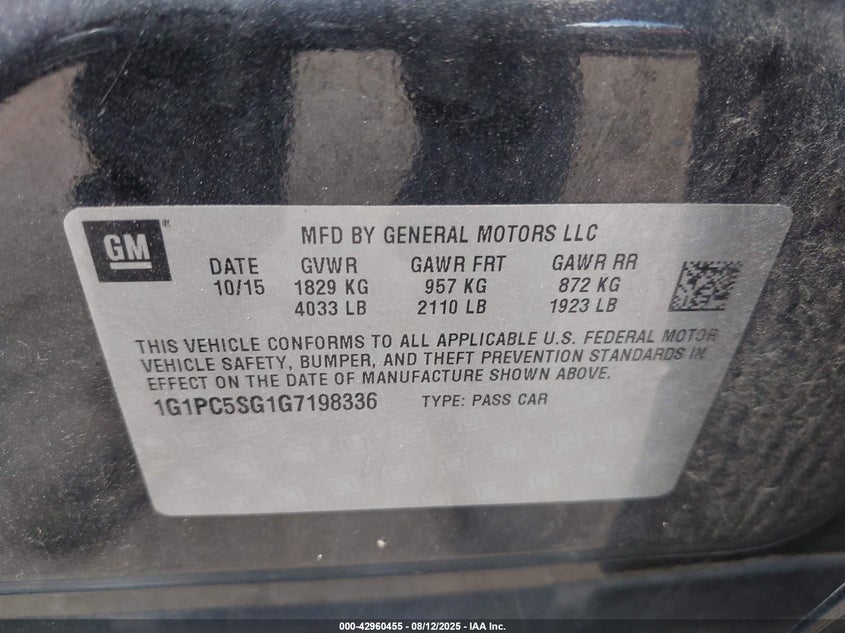 GM®
MFD BY GENERAL MOTORS LLC
DATE GVWR GAWR FRT GAWR RR
10/15 1829 KG 957 KG 872 KG
4033 LB 2110 LB 1923 LB
THIS VEHICLE CONFORMS TO ALL APPLICABLE U.S. FEDERAL MOTOR
VEHICLE SAFETY, BUMPER, AND THEFT PREVENTION STANDARDS IN
EFFECT ON THE DATE OF MANUFACTURE SHOWN ABOVE.
1G1PC5SG1G7198336 TYPE: PASS CAR
000-42960455 - 08/12/2025 - IAA Inc.